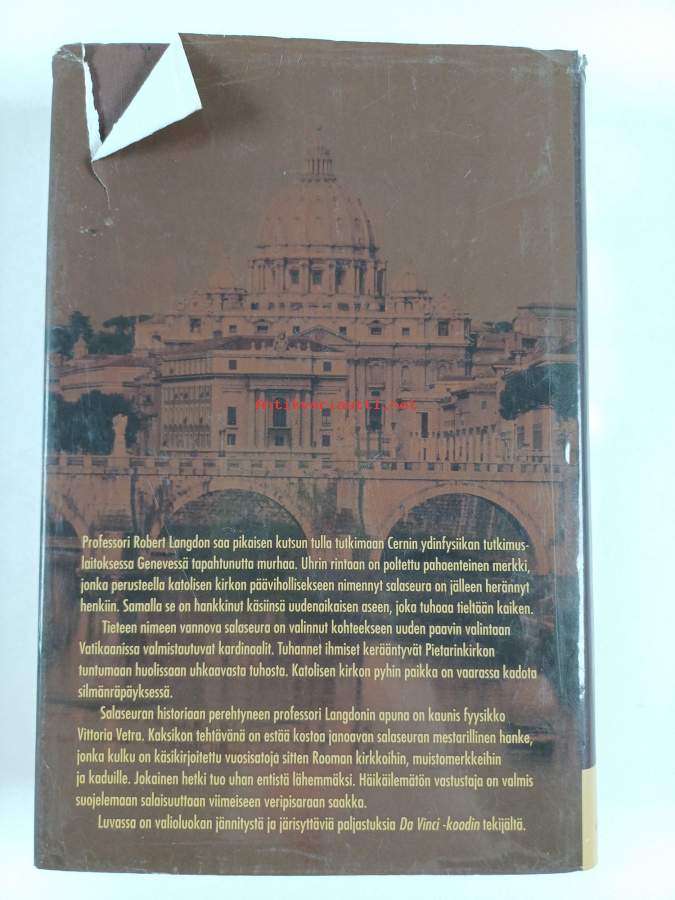 Antikvariaatti.net
Professori Robert Langdon saa pikaisen kutsun tulla tutkimaan Cernin ydinfysiikan tutkimus-
laitoksessa Genevessä tapahtunutta murhaa. Uhrin rintaan on poltettu pahaenteinen merkki,
jonka perusteella katolisen kirkon päävihollisekseen nimennyt salaseura on jälleen herännyt
henkiin. Samalla se on hankkinut käsiinsä uudenaikaisen aseen, joka tuhoaa tieltään kaiken.
Tieteen nimeen vannova salaseura on valinnut kohteekseen uuden paavin valintaan
Vatikaanissa valmistautuvat kardinaalit. Tuhannet ihmiset kerääntyvät Pietarinkirkon
tuntumaan huolissaan uhkaavasta tuhosta. Katolisen kirkon pyhin paikka on vaarassa kadota
silmänräpäyksessä.
Salaseuran historiaan perehtyneen professori Langdonin apuna on kaunis fyysikko
Vittoria Vetra. Kaksikon tehtävänä on estää kostoa janoavan salaseuran mestarillinen hanke,
jonka kulku on käsikirjoitettu vuosisatoja sitten Rooman kirkkoihin, muistomerkkeihin
ja kaduille. Jokainen hetki tuo uhan entistä lähemmäksi. Häikäilemätön vastustaja on valmis
suojelemaan salaisuuttaan viimeiseen veripisaraan saakka.
Luvassa on valioluokan jännitystä ja järisyttäviä paljastuksia Da Vinci -koodin tekijältä.